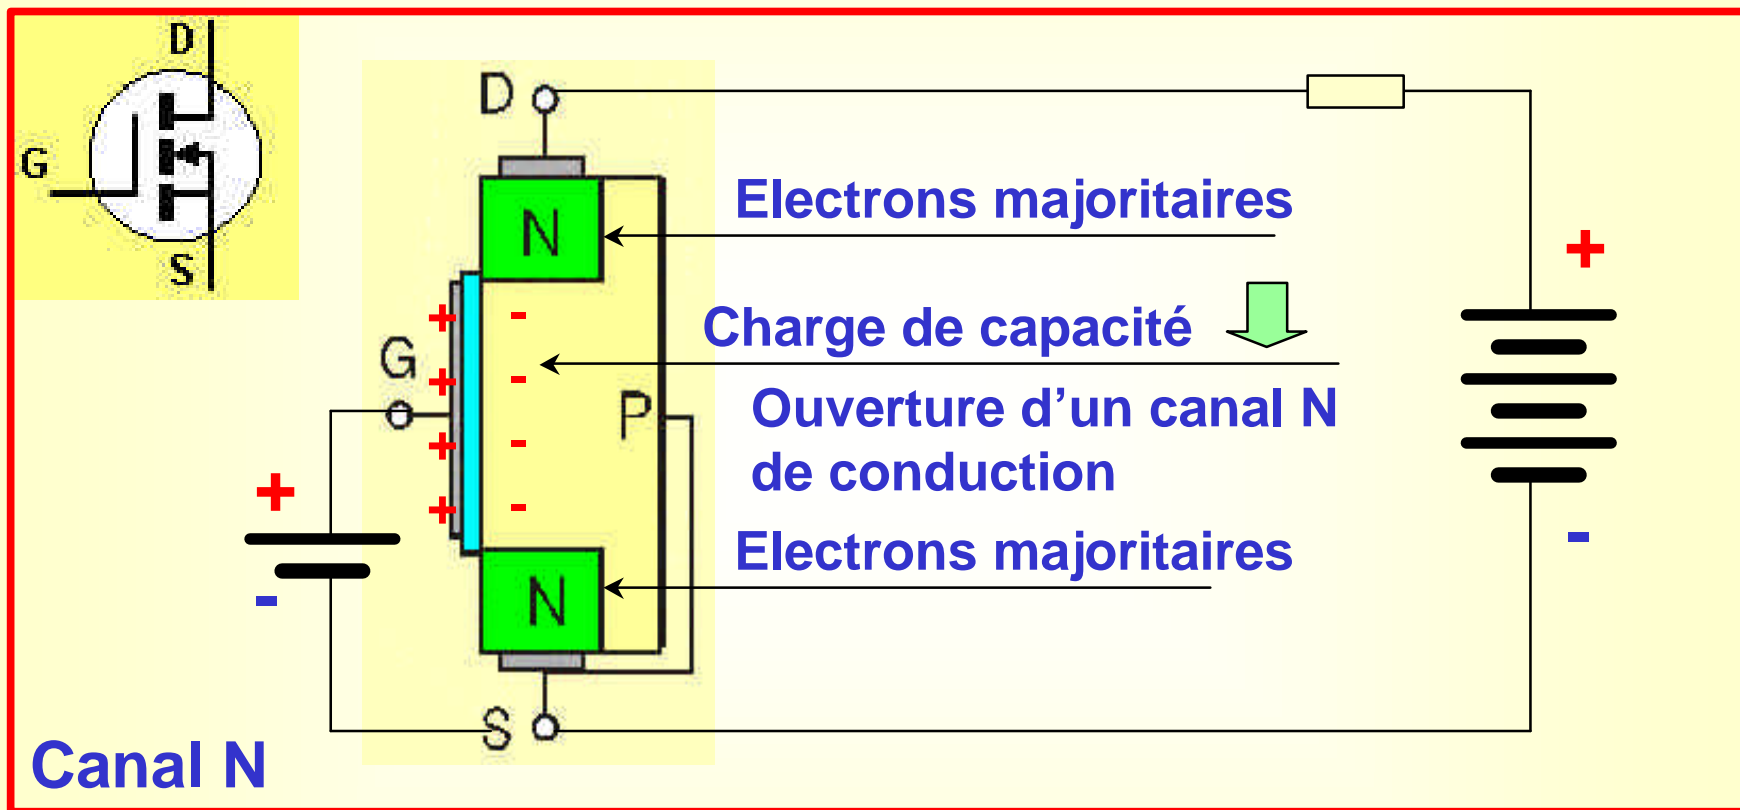 D
G
S
D
N
Electrons majoritaires
+
+ -
Charge de capacité
G
+ -
P
Ouverture d'un canal N
+ -
de conduction
+
+ -
-
Electrons majoritaires
-
N
S
Canal N